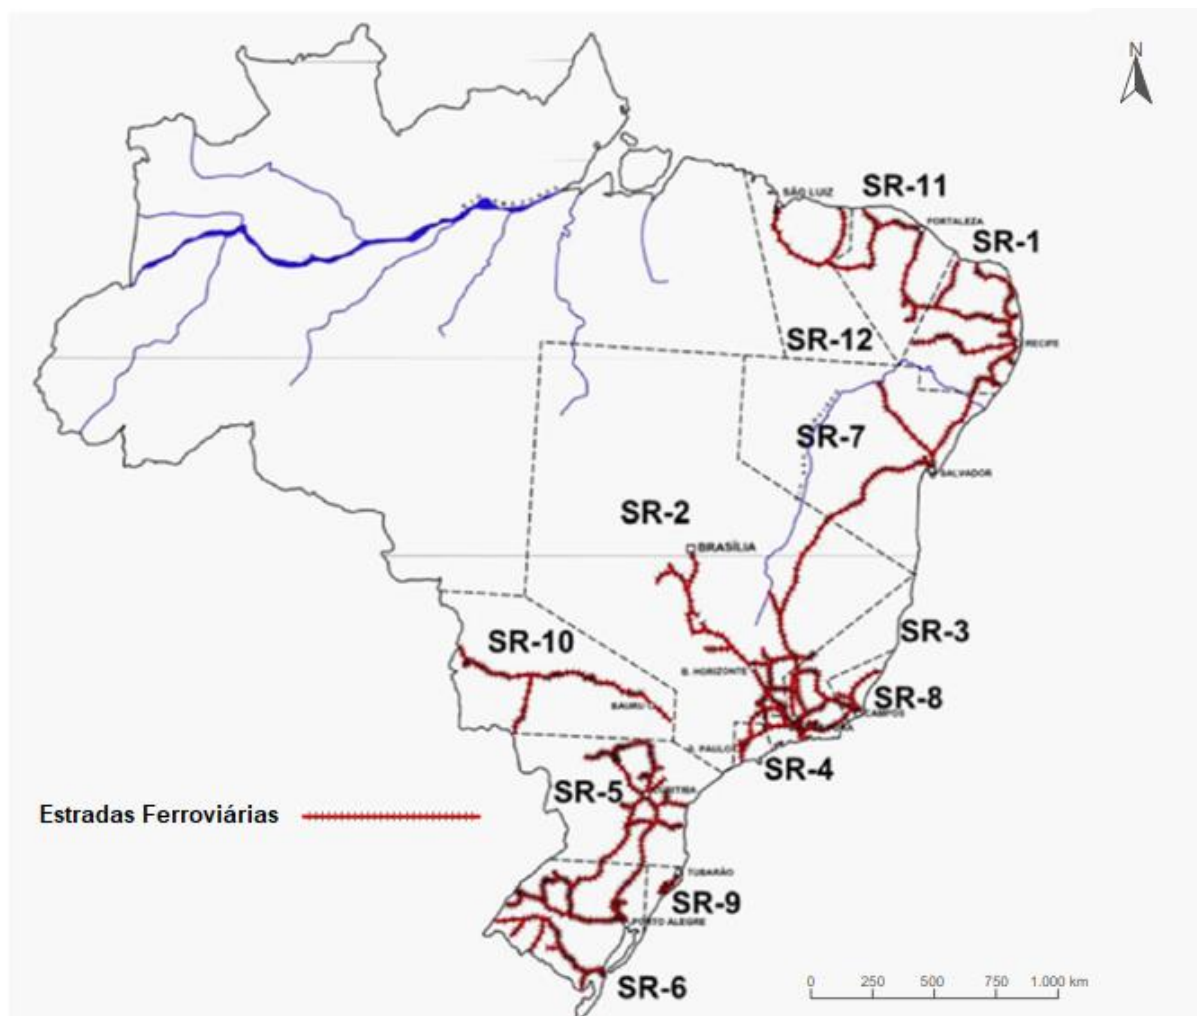 N
SÃO LUIZ
SR-11
FORTALEZA
SR-1
SR-12
RECIFE
SR-7
SALVADOR
SR-2
BRASÍLIA
SR-3
SR-10
B. HORIZONTE
SR-8
BAURU
CAMPOS
S. PAULO
SR-4
SR-5
CURITIBA
Estradas Ferroviárias
TUBARÃO
SR-9
PORTO ALEGRE
SR-6
0 250 500 750 1.000 km